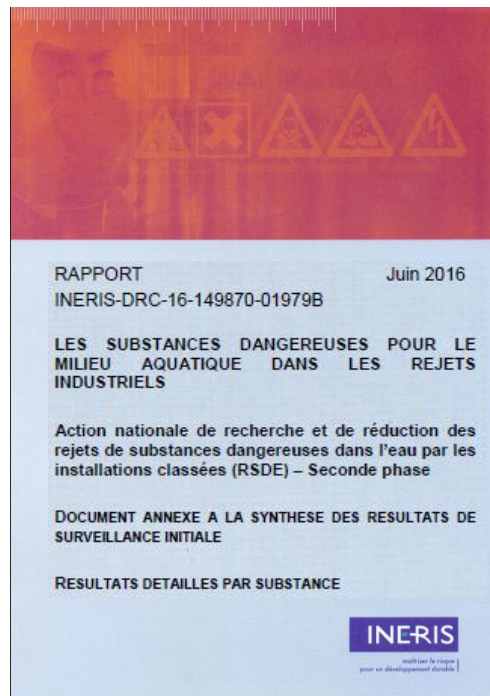 RAPPORT Juin 2016
INERIS-DRC-16-149870-01979B
LES SUBSTANCES DANGEREUSES POUR LE
MILIEU AQUATIQUE DANS LES REJETS
INDUSTRIELS
Action nationale de recherche et de réduction des
rejets de substances dangereuses dans l'eau par les
installations classées (RSDE) – Seconde phase
DOCUMENT ANNEXE A LA SYNTHESE DES RESULTATS DE
SURVEILLANCE INITIALE
RESULTATS DETAILLES PAR SUBSTANCE
INERIS
maîtriser le risque
pour un développement durable